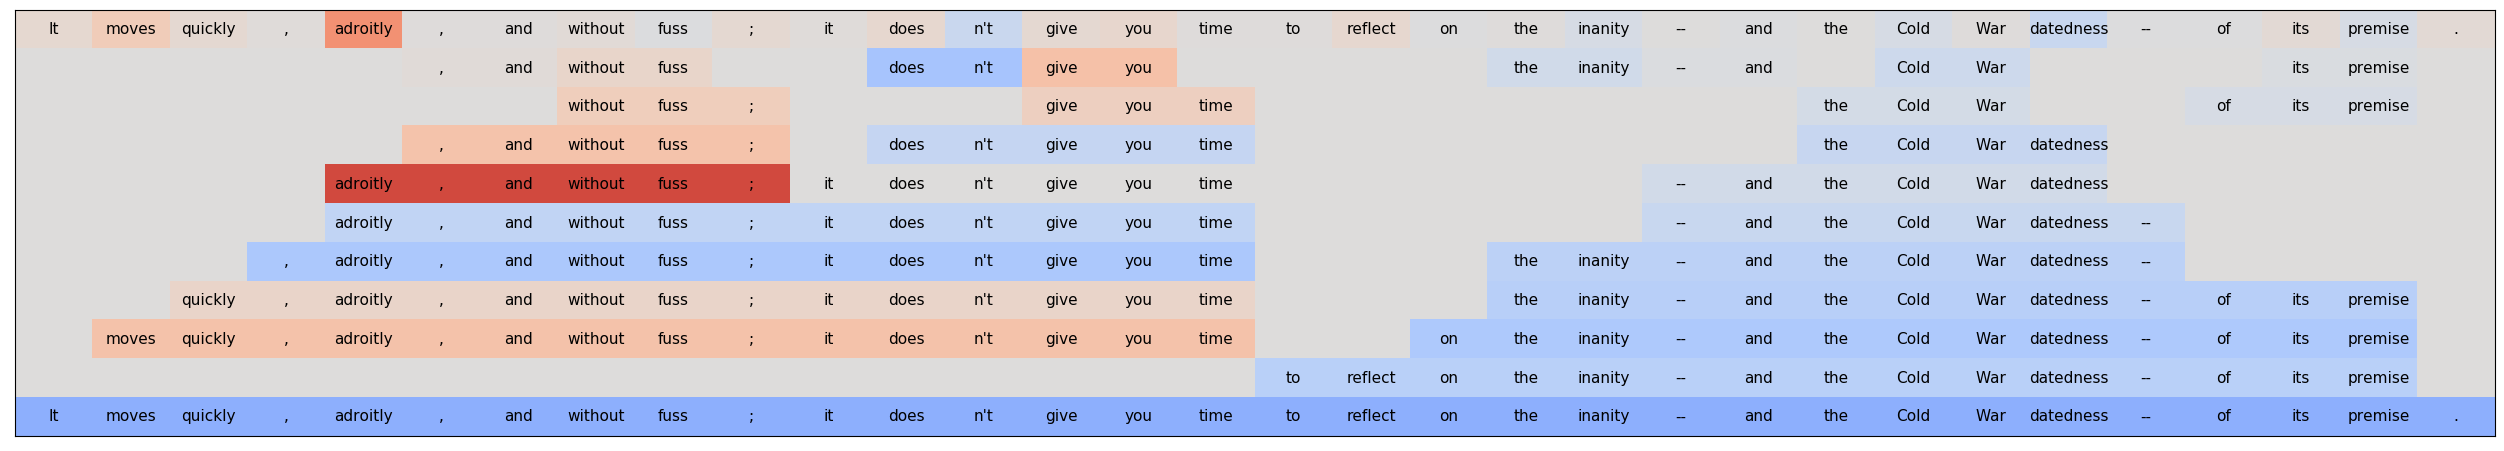 It moves quickly , adroitly , and without fuss ; it does n't give you time to reflect on the inanity -- and the Cold War datedness -- of its premise .
, and without fuss does n't give you the inanity -- and Cold War its premise
without fuss ; give you time the Cold War of its premise
, and without fuss ; does n't give you time the Cold War datedness
adroitly , and without fuss ; it does n't give you time -- and the Cold War datedness
adroitly , and without fuss ; it does n't give you time -- and the Cold War datedness --
, adroitly , and without fuss ; it does n't give you time the inanity -- and the Cold War datedness --
quickly , adroitly , and without fuss ; it does n't give you time the inanity -- and the Cold War datedness -- of its premise
moves quickly , adroitly , and without fuss ; it does n't give you time on the inanity -- and the Cold War datedness -- of its premise
to reflect on the inanity -- and the Cold War datedness -- of its premise
It moves quickly , adroitly , and without fuss ; it does n't give you time to reflect on the inanity -- and the Cold War datedness -- of its premise .